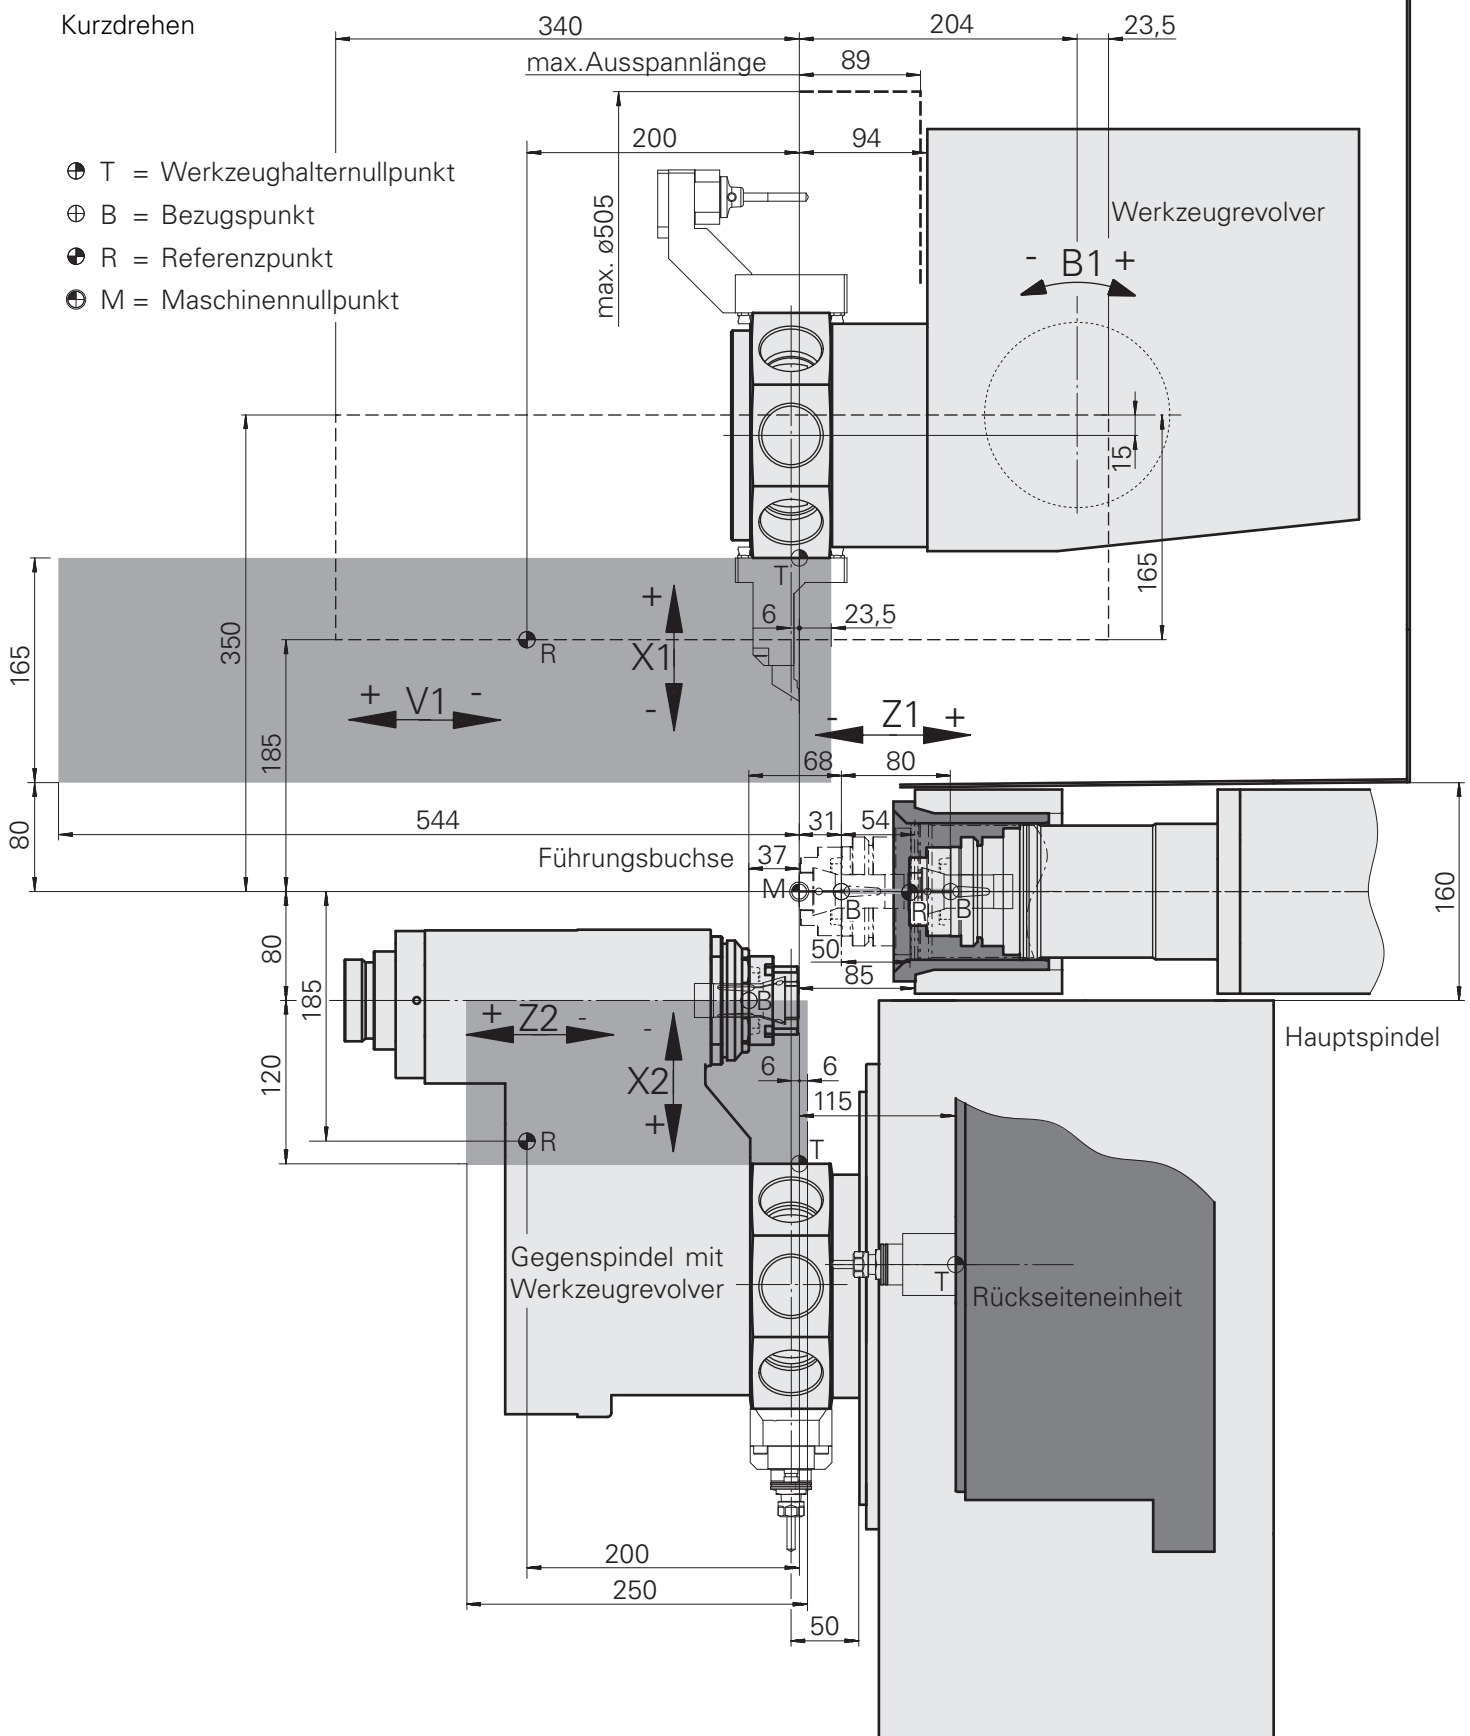 Kurzdrehen
340
204
23,5
max.Ausspannlänge
89
200
94
T = Werkzeughalternullpunkt
B = Bezugspunkt
R = Referenzpunkt
M = Maschinennullpunkt
max. ø505
Werkzeugrevolver
- B1 +
15
165
T
6
23,5
350
165
R
+
X1
-
+ V1 -
- Z1 +
185
68
80
80
544
31
54
Führungsbuchse
37
M
B
R
B
160
50
85
80
185
B
+ Z2 -
-
X2
+
Hauptspindel
120
6
6
115
R
T
Gegenspindel mit
Werkzeugrevolver
T
Rückseiteneinheit
200
250
50